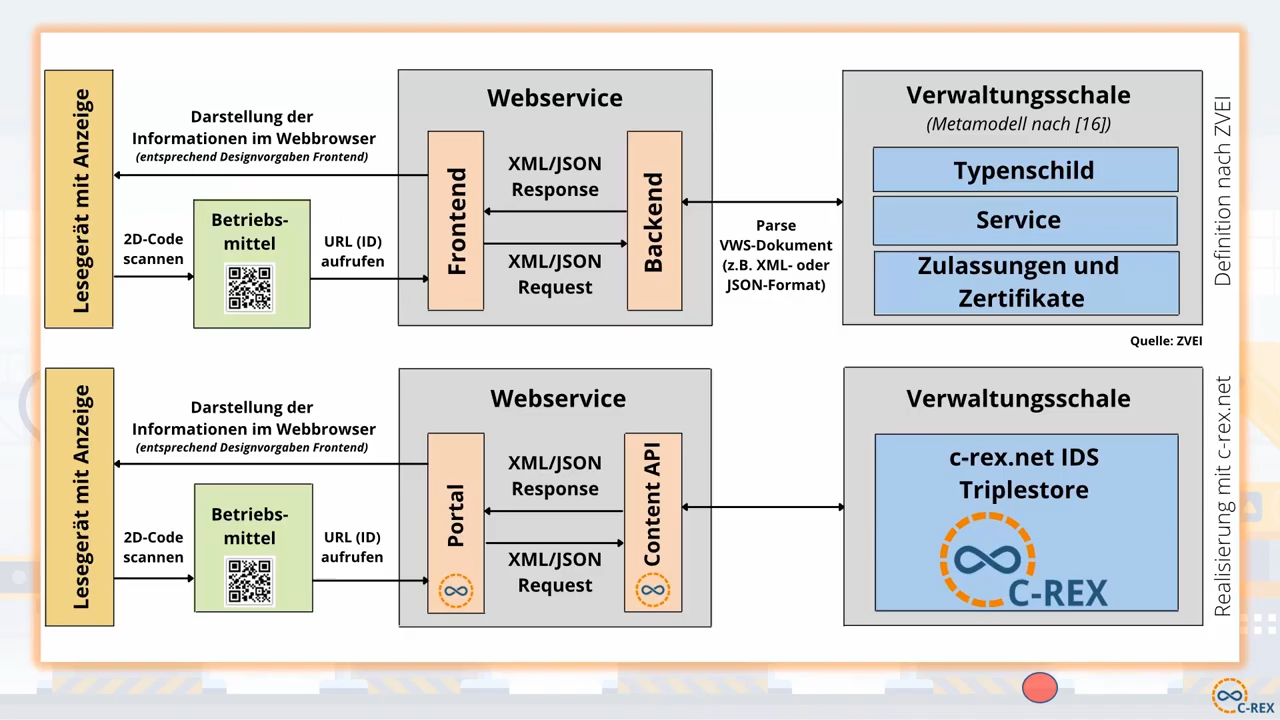 Lesegerät mit Anzeige
Darstellung der
Informationen im Webbrowser
(entsprechend Designvorgaben Frontend)
2D-Code
scannen
Betriebs-
mittel
URL (ID)
aufrufen
Webservice
Frontend
XML/JSON
Response
XML/JSON
Request
Backend
Parse
VWS-Dokument
(z.B. XML- oder
JSON-Format)
Verwaltungsschale
(Metamodell nach [16])
Typenschild
Service
Zulassungen und
Zertifikate
Definition nach ZVEI
Quelle: ZVEI
Lesegerät mit Anzeige
Darstellung der
Informationen im Webbrowser
(entsprechend Designvorgaben Frontend)
2D-Code
scannen
Betriebs-
mittel
URL (ID)
aufrufen
Webservice
Portal
XML/JSON
Response
XML/JSON
Request
Content API
Verwaltungsschale
c-rex.net IDS
Triplestore
C-REX
Realisierung mit c-rex.net
C-REX